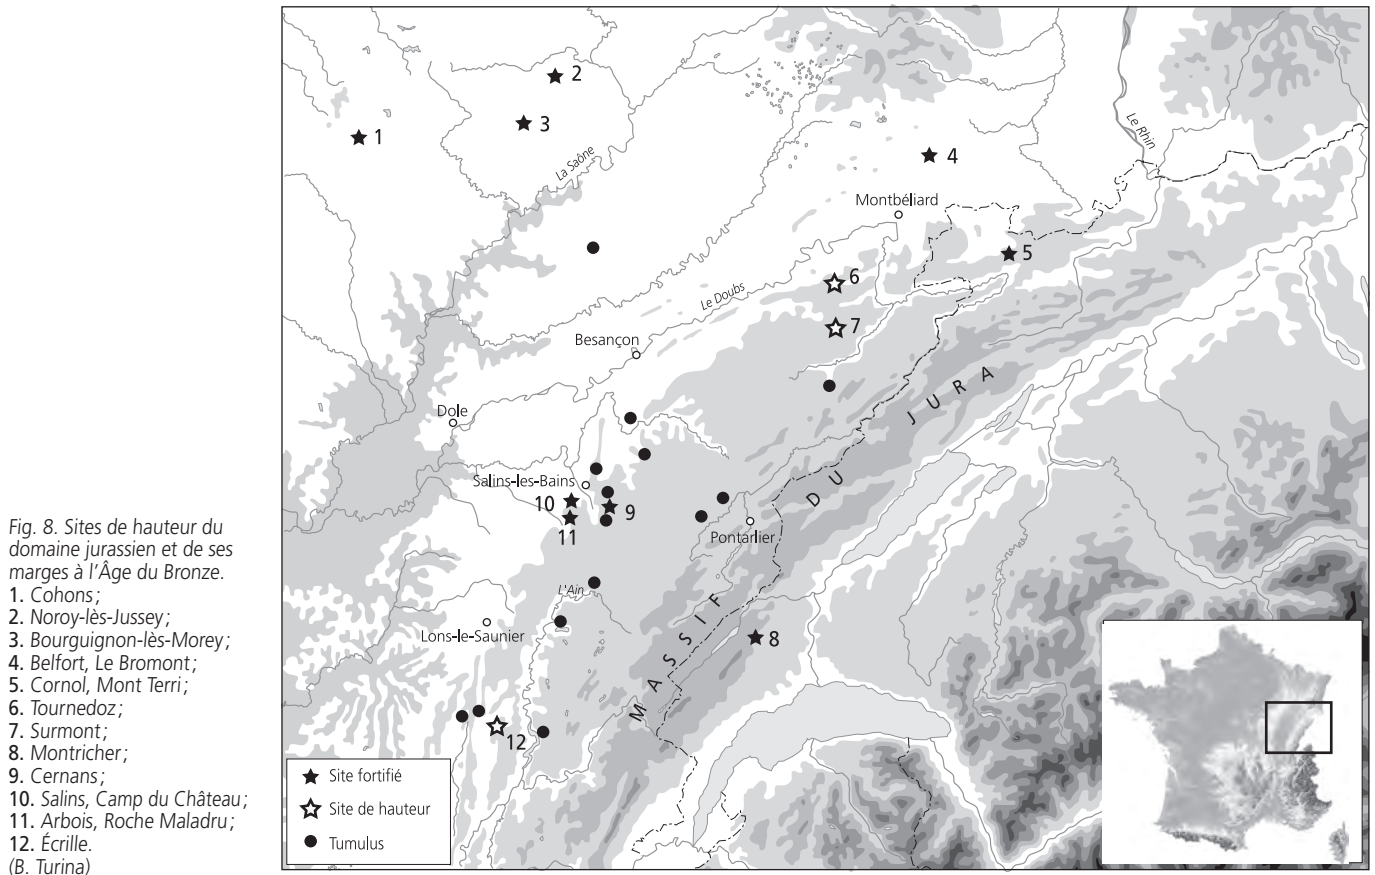 Fig. 8. Sites de hauteur du
domaine jurassien et de ses
marges à l'Âge du Bronze.
1. Cohons;
2. Noroy-lès-Jussey;
3. Bourguignon-lès-Morey;
4. Belfort, Le Bromont;
5. Cornol, Mont Terri;
6. Tournedoz;
7. Surmont;
8. Montricher;
9. Cernans;
10. Salins, Camp du Château;
11. Arbois, Roche Maladru;
12. Écrille.
(B. Turina)
2
1
3
Le Rhin
La Saône
4
Montbéliard
5
6
Le Doubs
7
Besançon
MASSIF DU JURA
Dole
Salins-les-Bains
10
9
11
Pontarlier
L'Ain
Lons-le-Saunier
8
12
Site fortifié
Site de hauteur
Tumulus